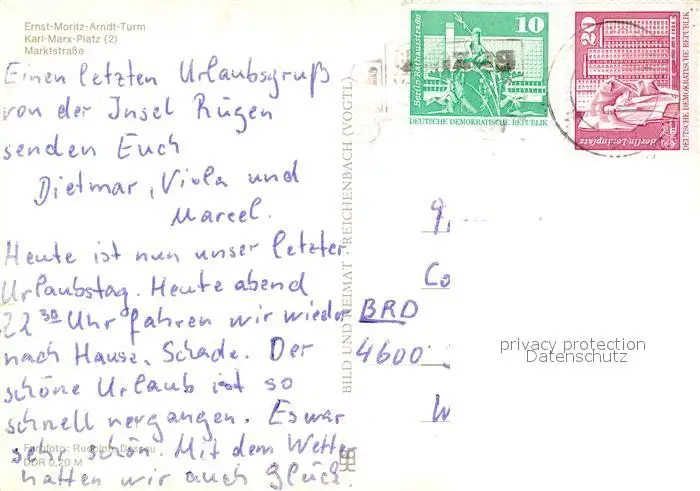 Ernst-Moritz-Arndt-Turm
Karl-Marx-Platz (2)
Marktstraße
Einen letzten Urlaubsgruß
von der Insel Rügen
senden Euch
Dietmar, Viola und
Marcel.
Heute ist nun unser letzter
Urlaubstag. Heute abend
22 30 Uhr fahren wir wieder
nach Hause. Schade. Der
schöne Urlaub ist so
schnell vergangen. Es war
sehr schön. Mit dem Wetter
hatten wir auch Glück.
Farbfoto: Rudolph, Dessau
DDR 0,20 M
BILD UND HEIMAT · REICHENBACH (VOGTL)
10
Berlin-Rathausstraße
DEUTSCHE DEMOKRATISCHE REPUBLIK
20
Berlin-Leninplatz
DEUTSCHE DEMOKRATISCHE REPUBLIK
Co
BRD
4600
W
privacy protection
Datenschutz